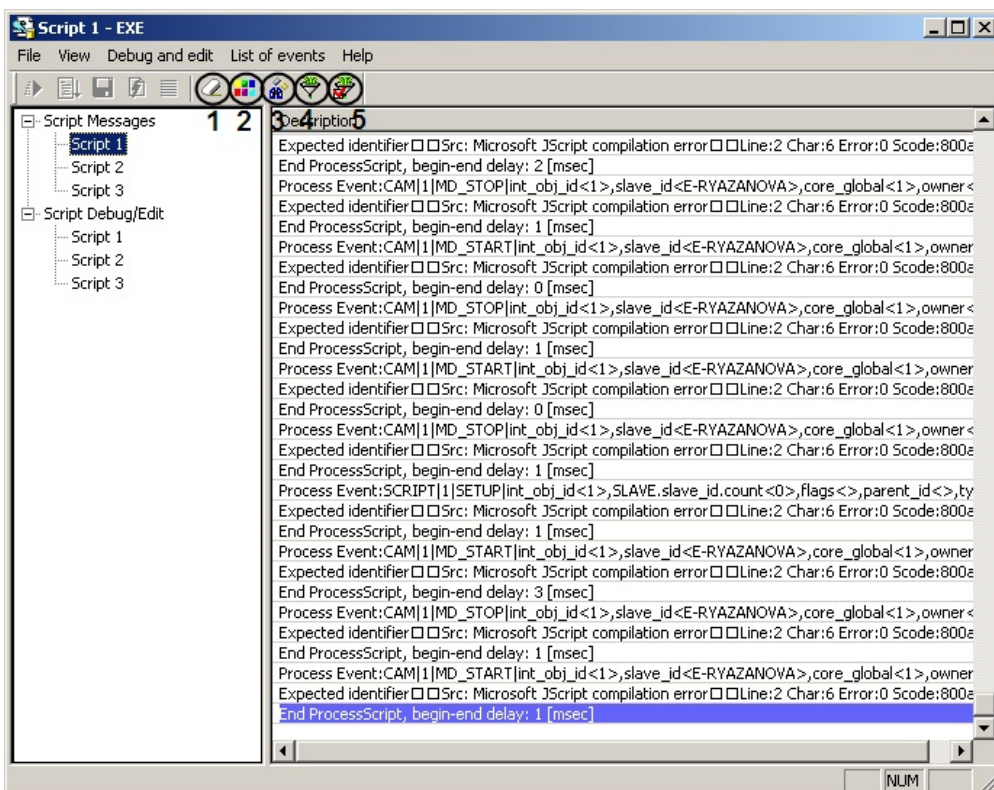 Script 1 - EXE
File View Debug and edit List of events Help
1 2 3 4 5
Script Messages
Script 1
Script 2
Script 3
Script Debug/Edit
Script 1
Script 2
Script 3
Description
Expected identifier□□Src: Microsoft JScript compilation error□□Line:2 Char:6 Error:0 Scode:800a
End ProcessScript, begin-end delay: 2 [msec]
Process Event:CAM|1|MD_STOP|int_obj_id<1>,slave_id<E-RYAZANOVA>,core_global<1>,owner<
Expected identifier□□Src: Microsoft JScript compilation error□□Line:2 Char:6 Error:0 Scode:800a
End ProcessScript, begin-end delay: 1 [msec]
Process Event:CAM|1|MD_START|int_obj_id<1>,slave_id<E-RYAZANOVA>,core_global<1>,owner
Expected identifier□□Src: Microsoft JScript compilation error□□Line:2 Char:6 Error:0 Scode:800a
End ProcessScript, begin-end delay: 0 [msec]
Process Event:CAM|1|MD_STOP|int_obj_id<1>,slave_id<E-RYAZANOVA>,core_global<1>,owner<
Expected identifier□□Src: Microsoft JScript compilation error□□Line:2 Char:6 Error:0 Scode:800a
End ProcessScript, begin-end delay: 1 [msec]
Process Event:CAM|1|MD_START|int_obj_id<1>,slave_id<E-RYAZANOVA>,core_global<1>,owner
Expected identifier□□Src: Microsoft JScript compilation error□□Line:2 Char:6 Error:0 Scode:800a
End ProcessScript, begin-end delay: 0 [msec]
Process Event:CAM|1|MD_STOP|int_obj_id<1>,slave_id<E-RYAZANOVA>,core_global<1>,owner<
Expected identifier□□Src: Microsoft JScript compilation error□□Line:2 Char:6 Error:0 Scode:800a
End ProcessScript, begin-end delay: 1 [msec]
Process Event:SCRIPT|1|SETUP|int_obj_id<1>,SLAVE.slave_id.count<0>,flags<>,parent_id<>,ty
Expected identifier□□Src: Microsoft JScript compilation error□□Line:2 Char:6 Error:0 Scode:800a
End ProcessScript, begin-end delay: 1 [msec]
Process Event:CAM|1|MD_START|int_obj_id<1>,slave_id<E-RYAZANOVA>,core_global<1>,owner
Expected identifier□□Src: Microsoft JScript compilation error□□Line:2 Char:6 Error:0 Scode:800a
End ProcessScript, begin-end delay: 3 [msec]
Process Event:CAM|1|MD_STOP|int_obj_id<1>,slave_id<E-RYAZANOVA>,core_global<1>,owner<
Expected identifier□□Src: Microsoft JScript compilation error□□Line:2 Char:6 Error:0 Scode:800a
End ProcessScript, begin-end delay: 1 [msec]
Process Event:CAM|1|MD_START|int_obj_id<1>,slave_id<E-RYAZANOVA>,core_global<1>,owner
Expected identifier□□Src: Microsoft JScript compilation error□□Line:2 Char:6 Error:0 Scode:800a
End ProcessScript, begin-end delay: 1 [msec]
NUM